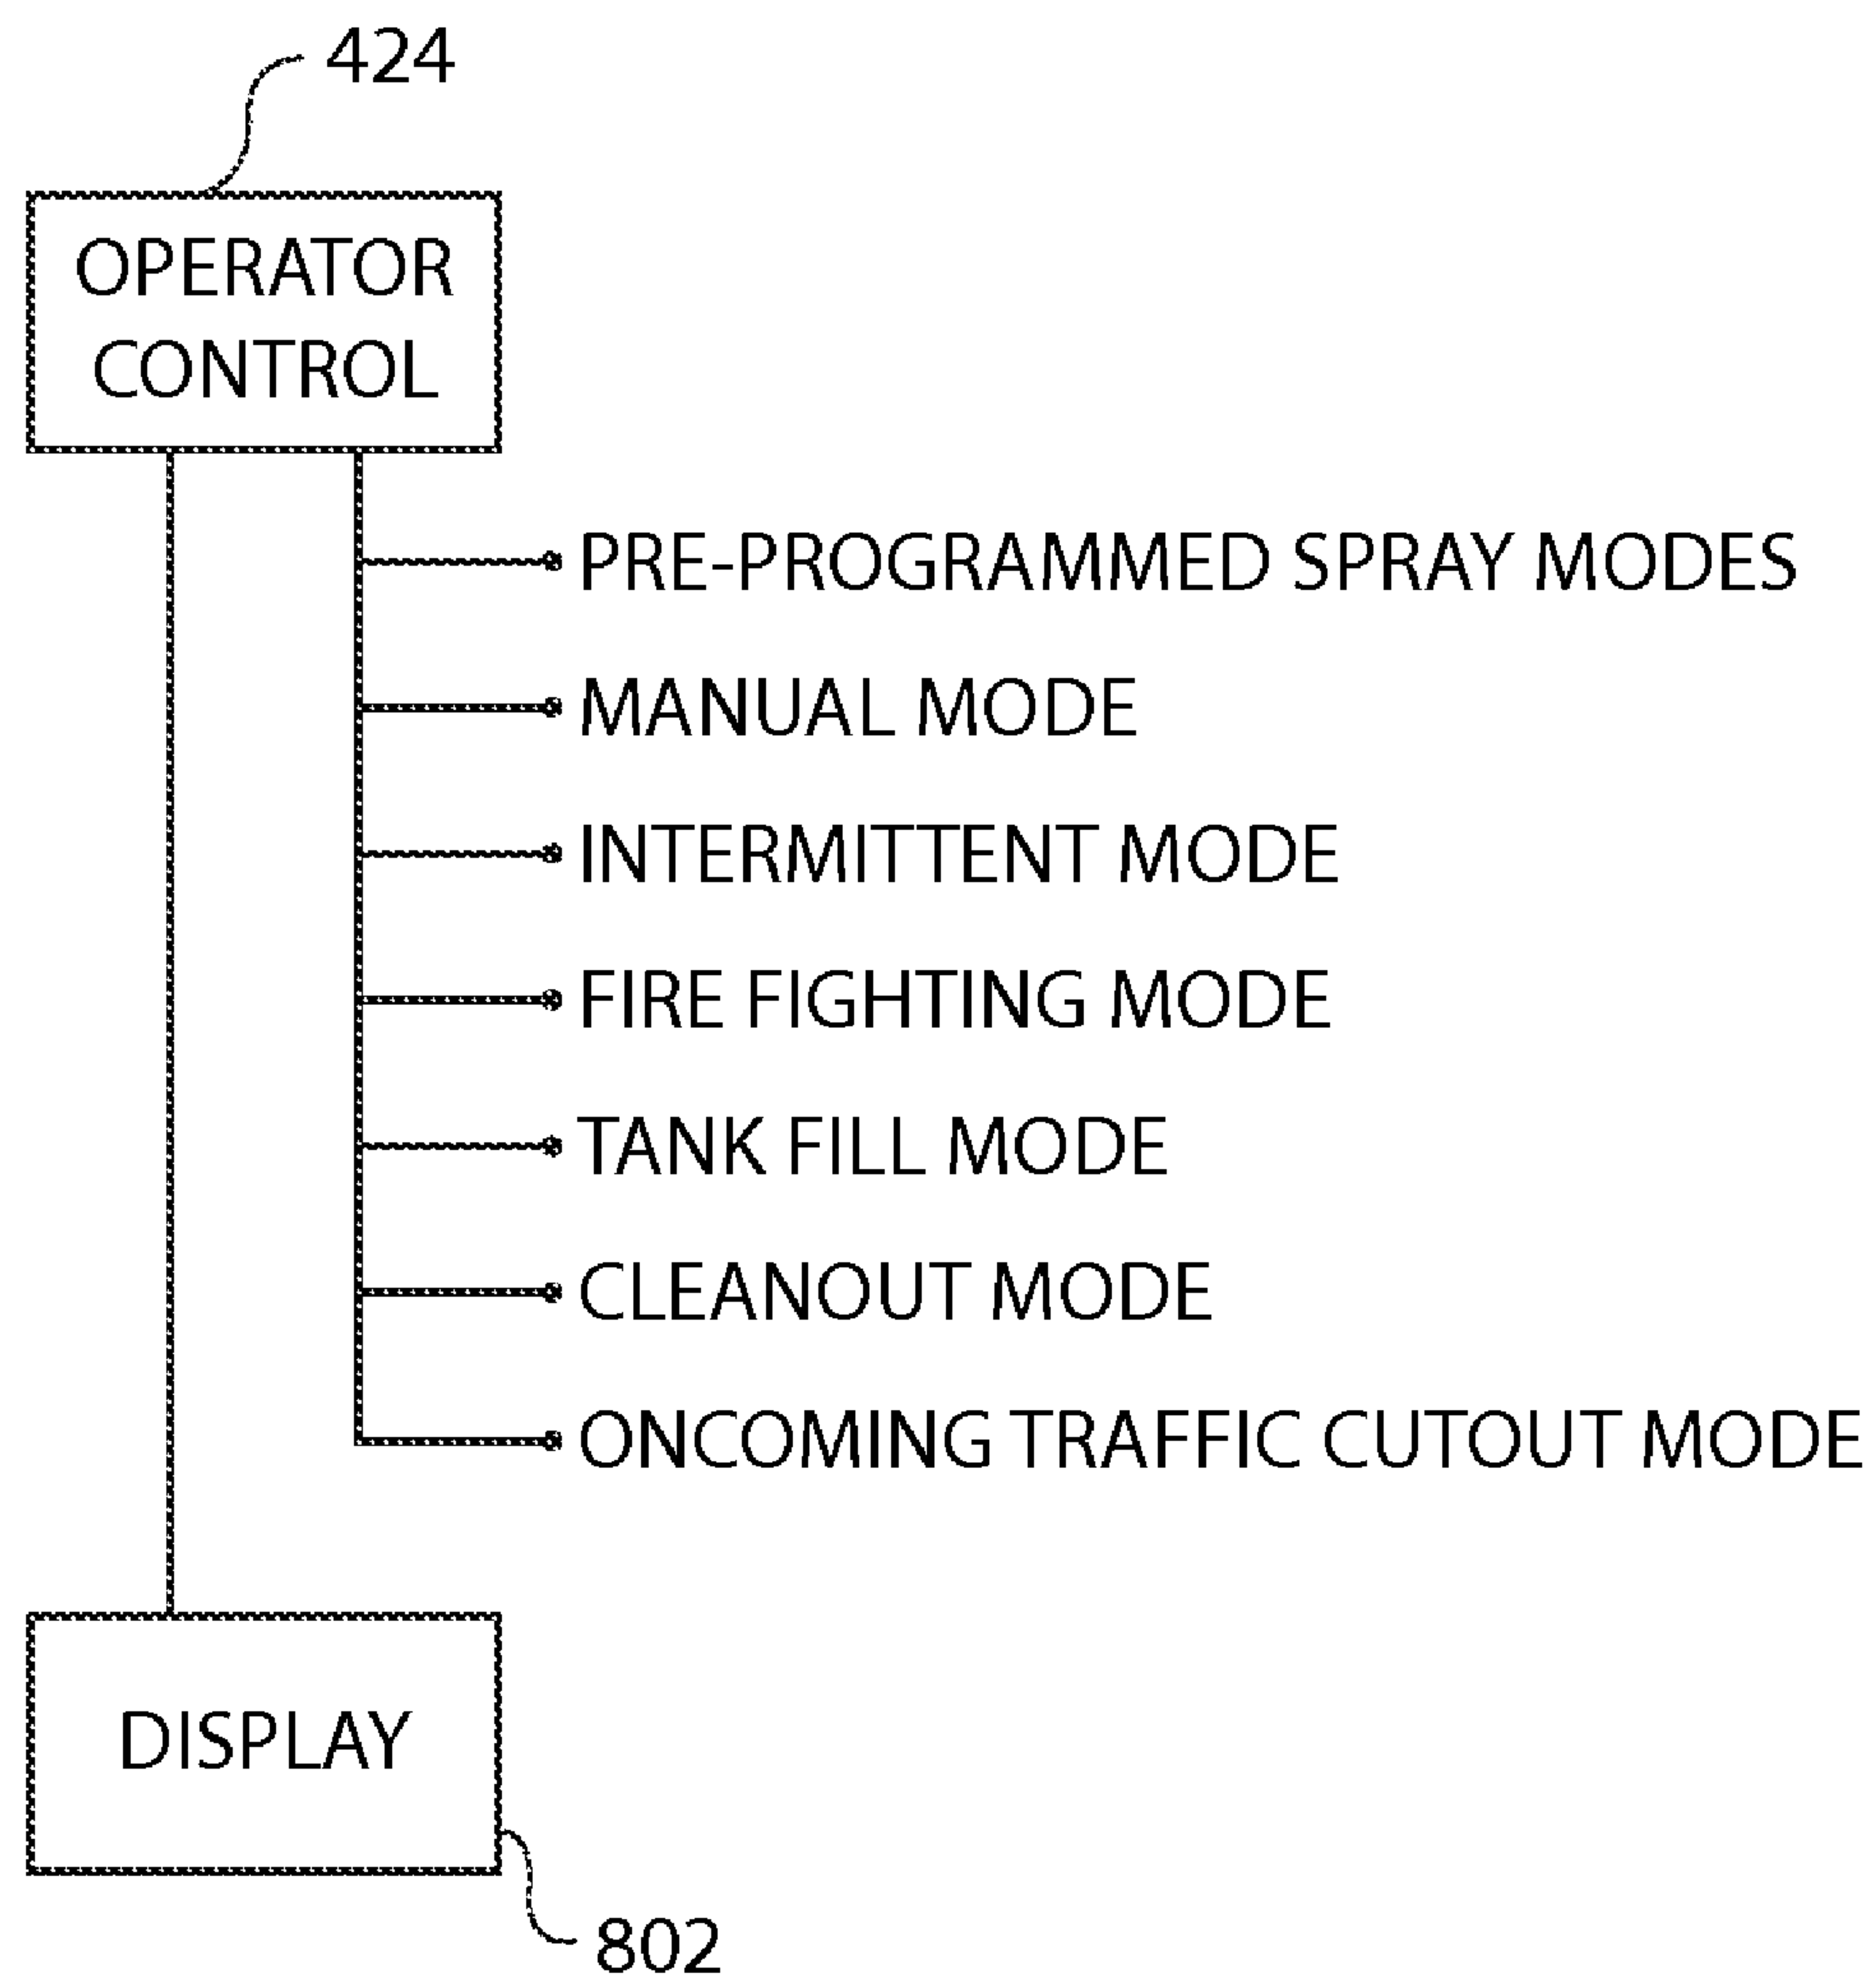 424
OPERATOR
CONTROL
PRE-PROGRAMMED SPRAY MODES
MANUAL MODE
INTERMITTENT MODE
FIRE FIGHTING MODE
TANK FILL MODE
CLEANOUT MODE
ONCOMING TRAFFIC CUTOUT MODE
DISPLAY
802